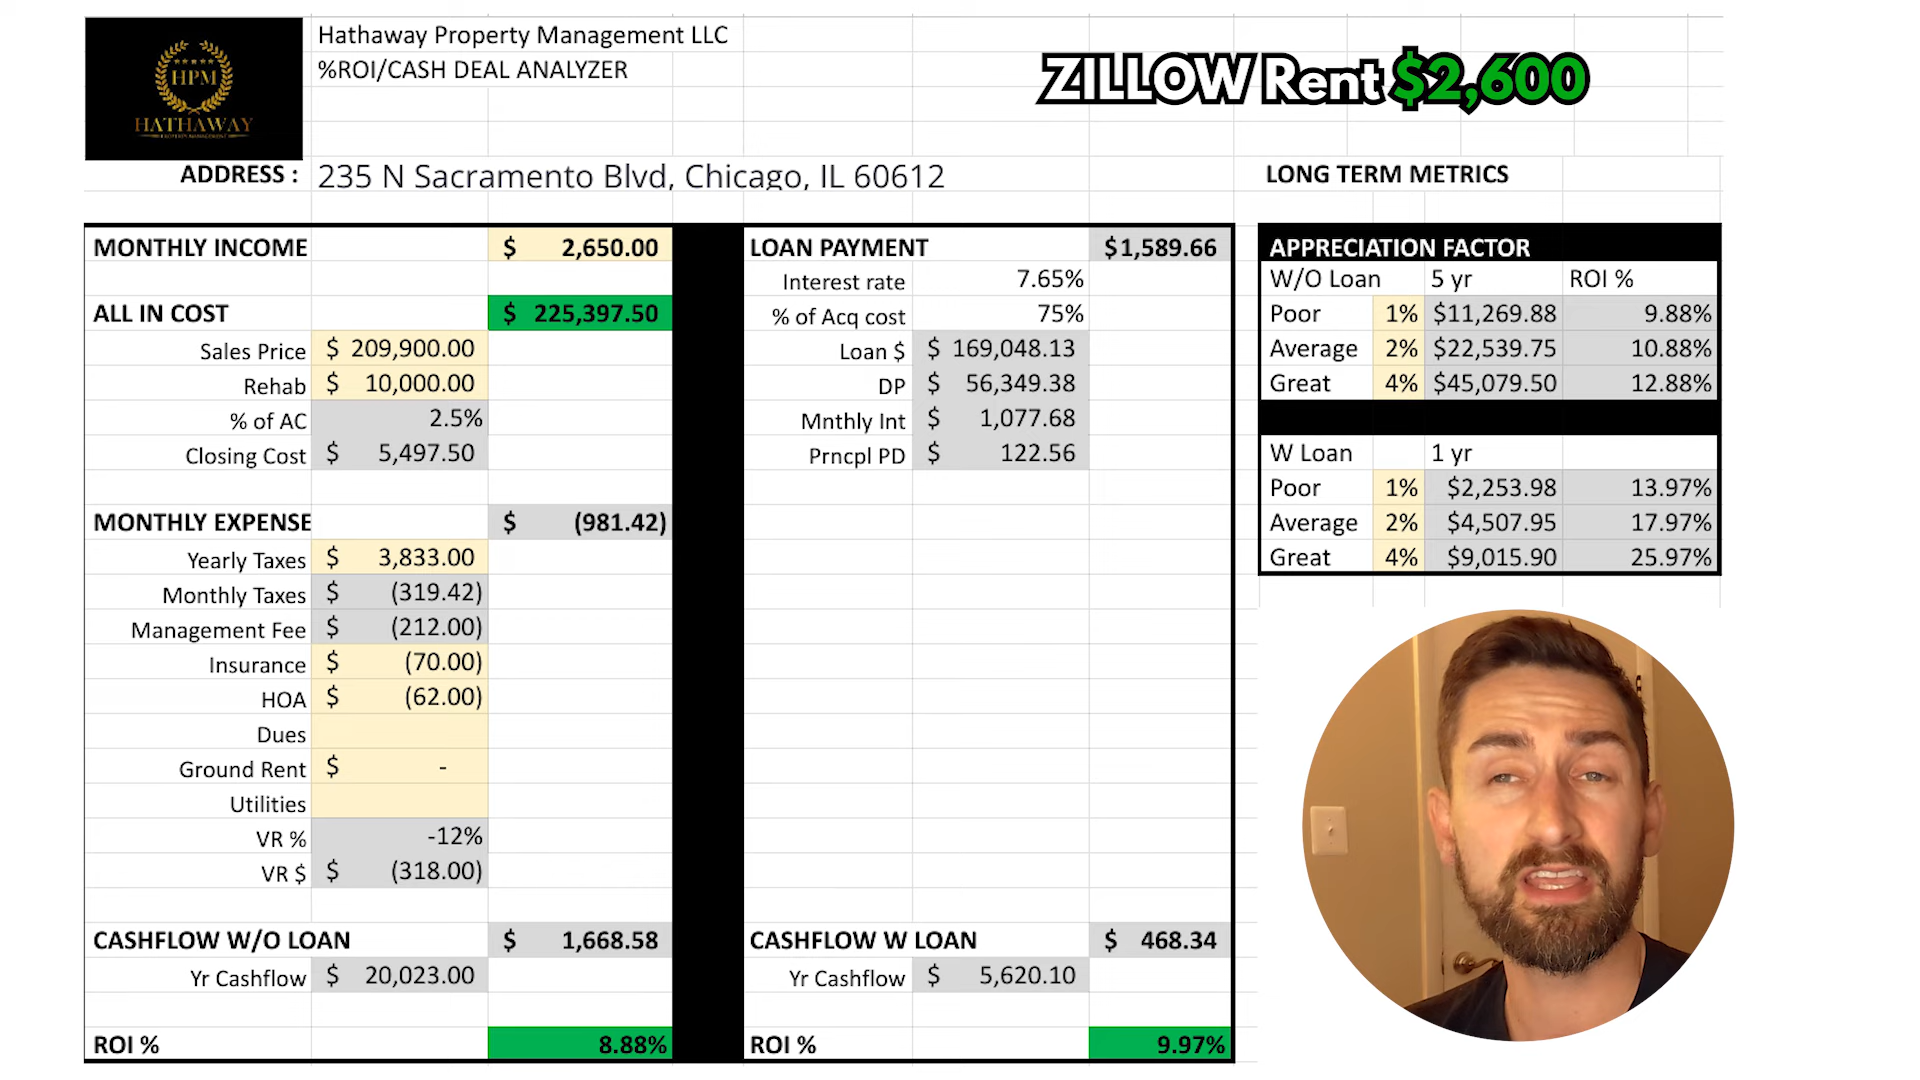 Hathaway Property Management LLC
%ROI/CASH DEAL ANALYZER
HPM
HATHAWAY
PROPERTY MANAGEMENT
ZILLOW Rent $2,600
ADDRESS : 235 N Sacramento Blvd, Chicago, IL 60612
MONTHLY INCOME $ 2,650.00
ALL IN COST $ 225,397.50
Sales Price $ 209,900.00
Rehab $ 10,000.00
% of AC 2.5%
Closing Cost $ 5,497.50
MONTHLY EXPENSE $ (981.42)
Yearly Taxes $ 3,833.00
Monthly Taxes $ (319.42)
Management Fee $ (212.00)
Insurance $ (70.00)
HOA $ (62.00)
Dues
Ground Rent $ -
Utilities
VR % -12%
VR $ $ (318.00)
CASHFLOW W/O LOAN $ 1,668.58
Yr Cashflow $ 20,023.00
ROI % 8.88%
LOAN PAYMENT $1,589.66
Interest rate 7.65%
% of Acq cost 75%
Loan $ $ 169,048.13
DP $ 56,349.38
Mnthly Int $ 1,077.68
Prncpl PD $ 122.56
CASHFLOW W LOAN $ 468.34
Yr Cashflow $ 5,620.10
ROI % 9.97%
LONG TERM METRICS
APPRECIATION FACTOR
W/O Loan 5 yr ROI %
Poor 1% $11,269.88 9.88%
Average 2% $22,539.75 10.88%
Great 4% $45,079.50 12.88%
W Loan 1 yr
Poor 1% $2,253.98 13.97%
Average 2% $4,507.95 17.97%
Great 4% $9,015.90 25.97%